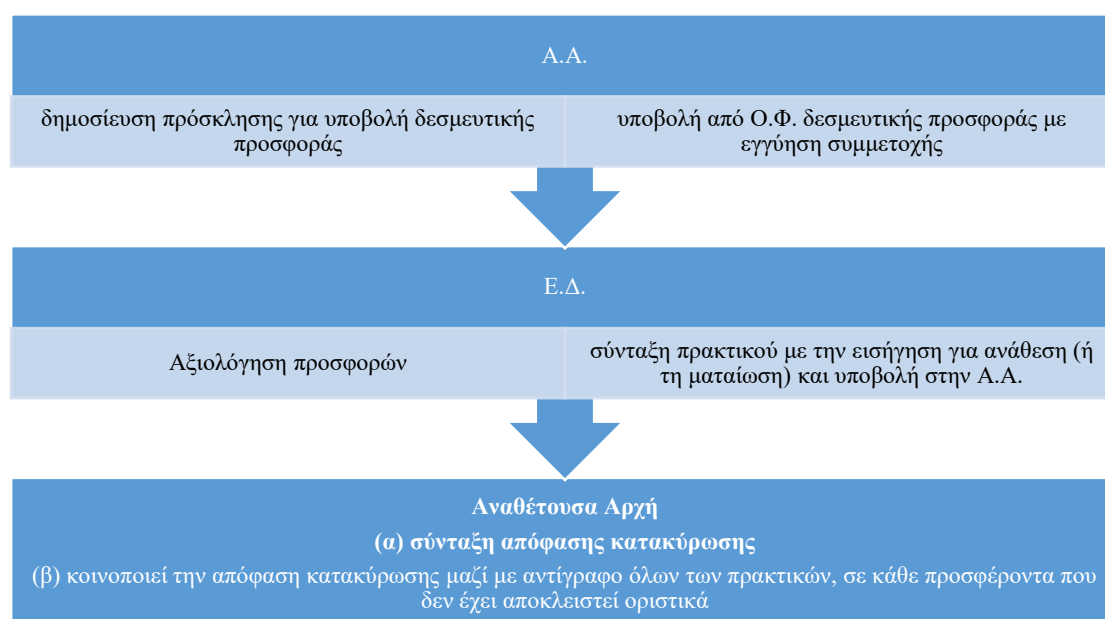 Α.Α.
δημοσίευση πρόσκλησης για υποβολή δεσμευτικής
προσφοράς
υποβολή από Ο.Φ. δεσμευτικής προσφοράς με
εγγύηση συμμετοχής
Ε.Δ.
Αξιολόγηση προσφορών
σύνταξη πρακτικού με την εισήγηση για ανάθεση (ή
τη ματαίωση) και υποβολή στην Α.Α.
Αναθέτουσα Αρχή
(α) σύνταξη απόφασης κατακύρωσης
(β) κοινοποιεί την απόφαση κατακύρωσης μαζί με αντίγραφο όλων των πρακτικών, σε κάθε προσφέροντα που
δεν έχει αποκλειστεί οριστικά